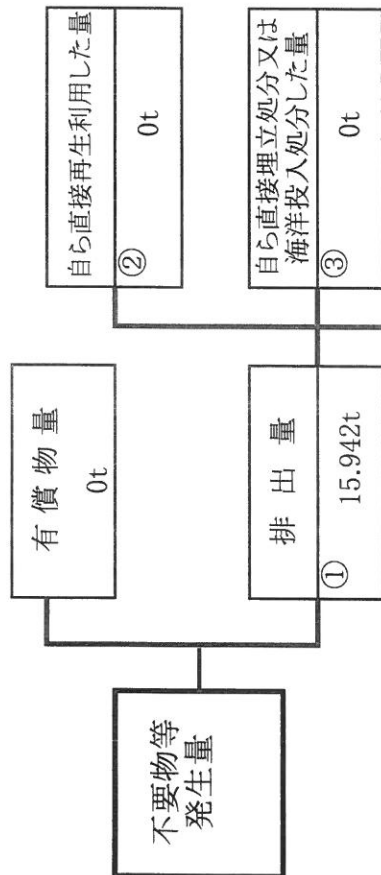 不要物等
発生量
有償物量
0t
排出量
①
15.942t
自ら直接再生利用した量
②
0t
自ら直接埋立処分又は
海洋投入処分した量
③
0t